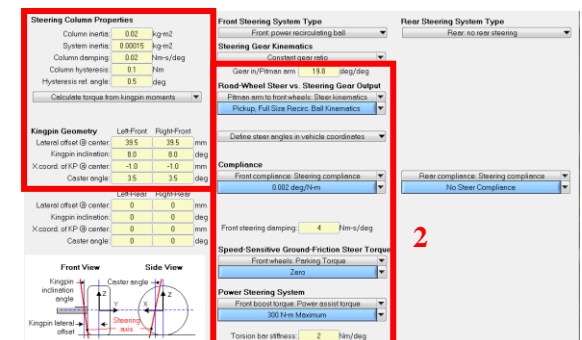 Steering Column Properties
Column inertia: 0.02 kg-m2
System inertia: 0.00015 kg-m2
Column damping: 0.02 Nm-s/deg
Column hysteresis: 0.1 Nm
Hysteresis ref. angle: 0.5 deg
Calculate torque from kingpin moments
Kingpin Geometry Left-Front Right-Front
Lateral offset @ center: 39.5 39.5 mm
Kingpin inclination: 8.0 8.0 deg
X coord. of KP @ center: -1.0 -1.0 mm
Caster angle: 3.5 3.5 deg
Left-Rear Right-Rear
Lateral offset @ center: 0 0 mm
Kingpin inclination: 0 0 deg
X coord. of KP @ center: 0 0 mm
Caster angle: 0 0 deg
Front View Side View
Kingpin inclination angle
Caster angle
Z
Y
X
Z
Kingpin lateral offset
Steering axis
Front Steering System Type
Front: power recirculating ball
Steering Gear Kinematics
Constant gear ratio
Gear in/Pitman arm 19.0 deg/deg
Road-Wheel Steer vs. Steering Gear Output
Pitman arm to front wheels: Steer kinematics
Pickup, Full Size Recirc. Ball Kinematics
Define steer angles in vehicle coordinates
Compliance
Front compliance: Steering compliance
0.002 deg/N-m
Front steering damping: 4 Nm-s/deg
Speed-Sensitive Ground-Friction Steer Torque
Front wheels: Parking Torque
Zero
Power Steering System
Front boost torque: Power assist torque
300 N-m Maximum
Torsion bar stiffness: 2 Nm/deg
Rear Steering System Type
Rear: no rear steering
Rear compliance: Steering compliance
No Steer Compliance
2